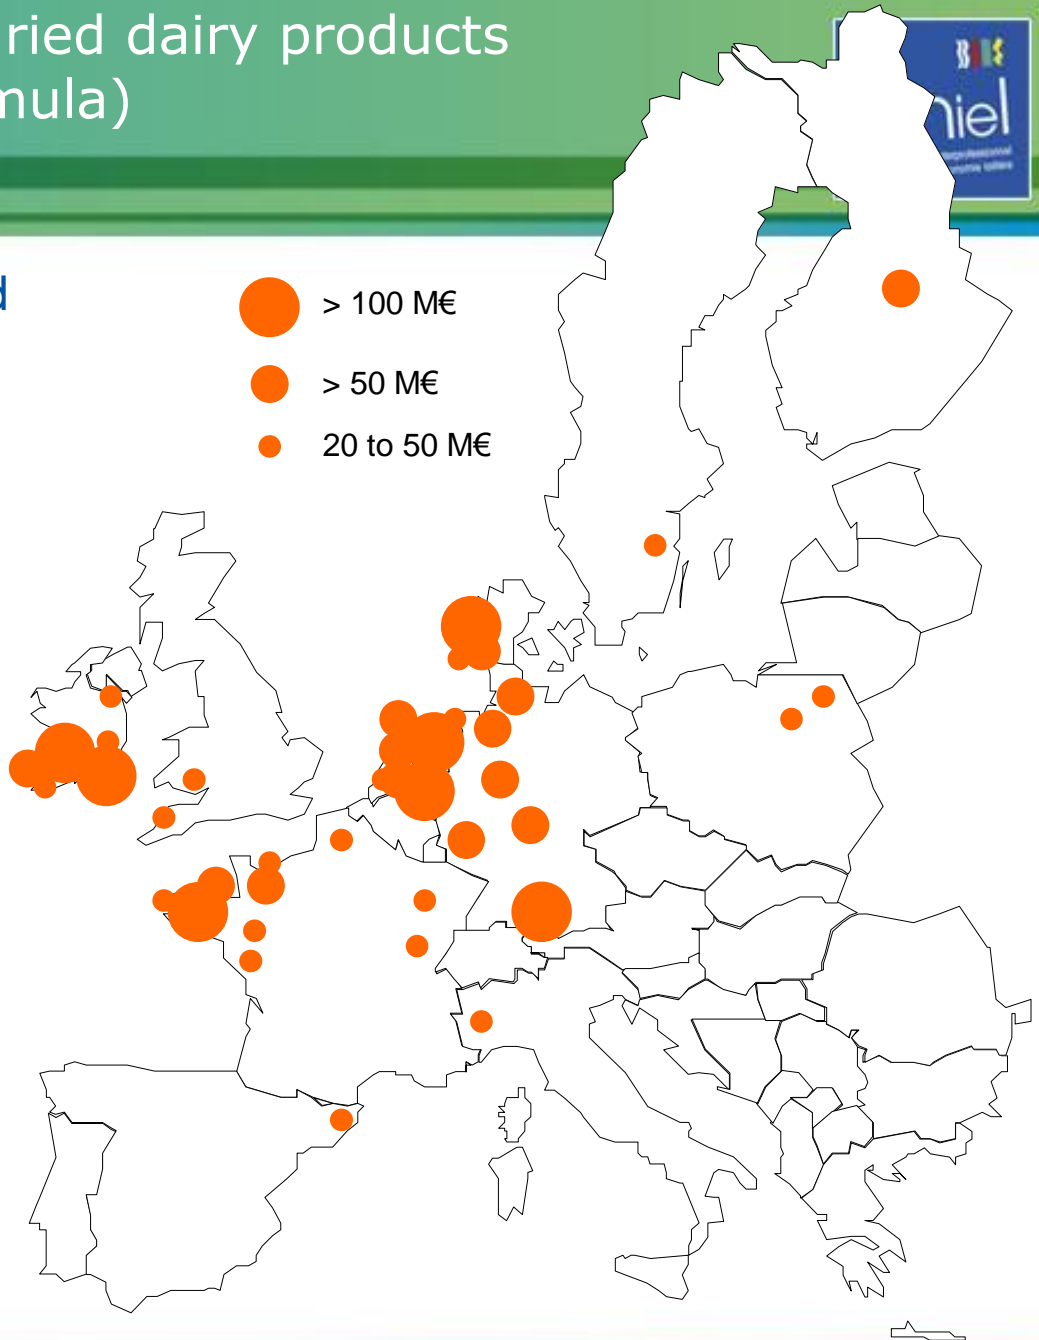 ried dairy products
mula)
niel
d
> 100 M€
> 50 M€
20 to 50 M€